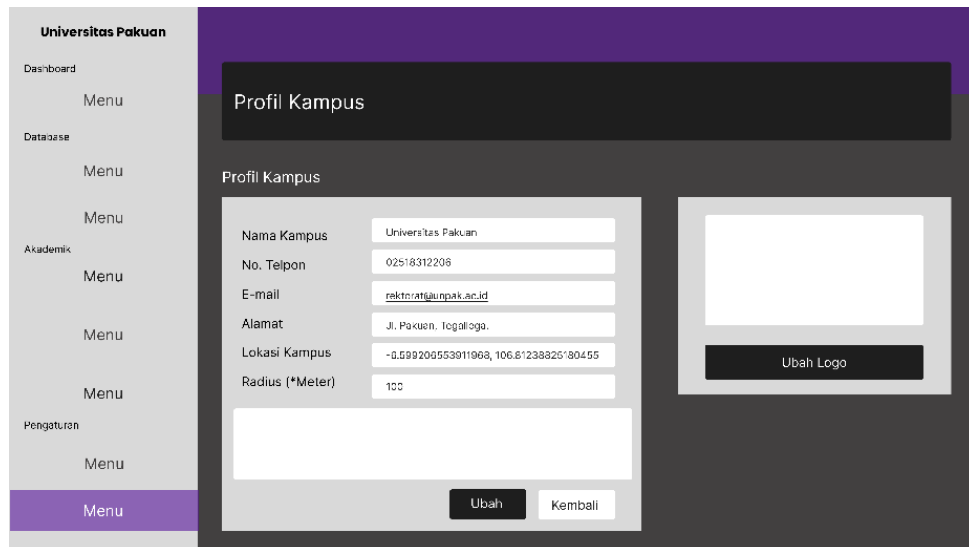 Universitas Pakuan
Dashboard
Menu
Database
Menu
Menu
Akademik
Menu
Menu
Menu
Pengaturan
Menu
Menu
Profil Kampus
Profil Kampus
Nama Kampus
Universitas Pakuan
No. Telpon
02518312206
E-mail
rektorat@unpak.ac.id
Alamat
Jl. Pakuan, Tegallega.
Lokasi Kampus
-6.599206553911968, 106.81238826180455
Radius (*Meter)
100
Ubah
Kembali
Ubah Logo